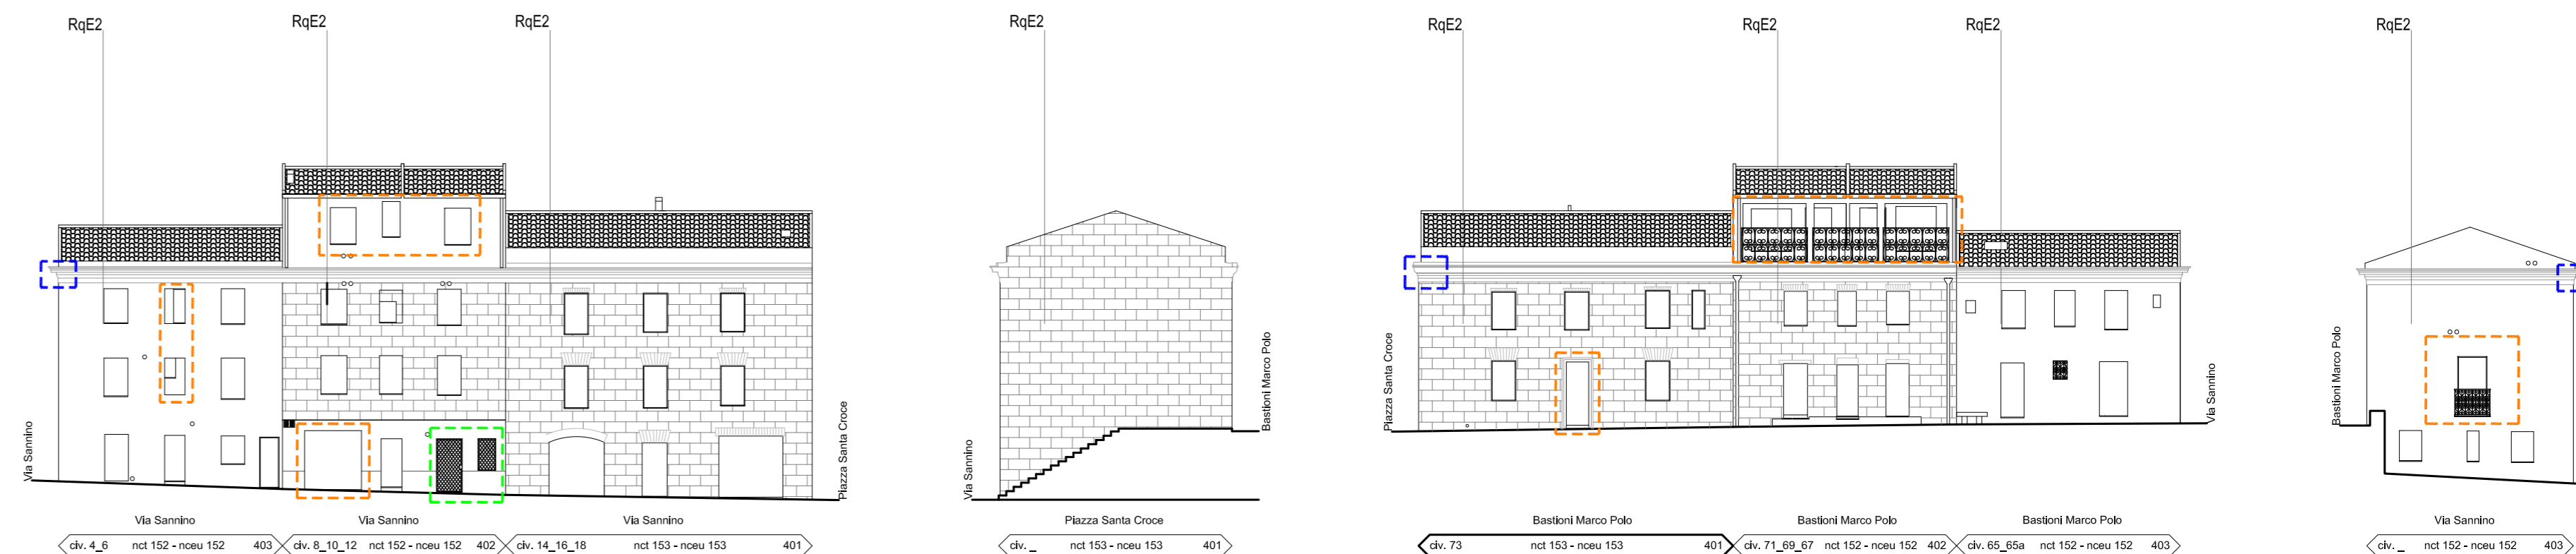 RqE2 RqE2 RqE2 RqE2 RqE2 RqE2 RqE2 RqE2
Via Sannino
Piazza Santa Croce
Via Sannino
Bastioni Marco Polo
Piazza Santa Croce
Via Sannino
Bastioni Marco Polo
Via Sannino Via Sannino Via Sannino Piazza Santa Croce Bastioni Marco Polo Bastioni Marco Polo Bastioni Marco Polo Via Sannino
civ. 4_6 nct 152 - nceu 152 403 civ. 8_10_12 nct 152 - nceu 152 402 civ. 14_16_18 nct 153 - nceu 153 401 civ. _ nct 153 - nceu 153 401 civ. 73 nct 153 - nceu 153 401 civ. 71_69_67 nct 152 - nceu 152 402 civ. 65_65a nct 152 - nceu 152 403 civ. _ nct 152 - nceu 152 403